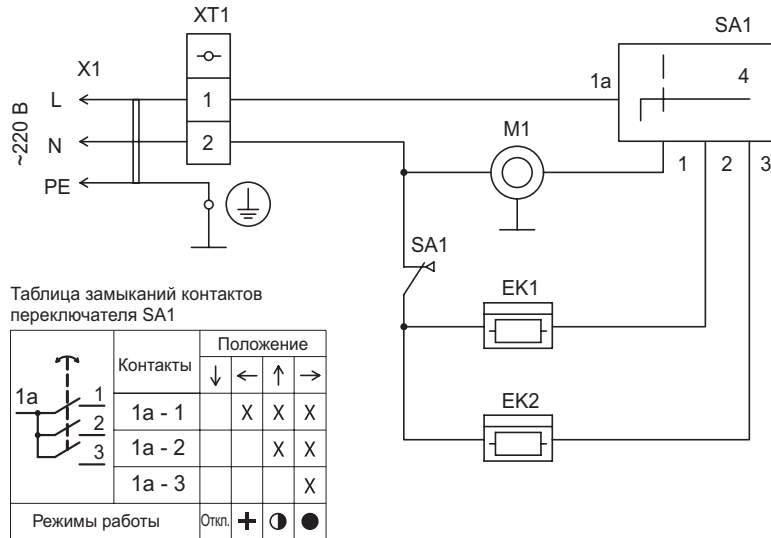 XT1
SA1
X1
1a
4
L
1
M1
~220 В
N
2
1
2
3
PE
SA1
EK1
Таблица замыканий контактов
переключателя SA1
Контакты
Положение
↓ ← ↑ →
1a
1
2
3
1a - 1 X X X
1a - 2 X X
EK2
1a - 3 X
Режимы работы Откл.